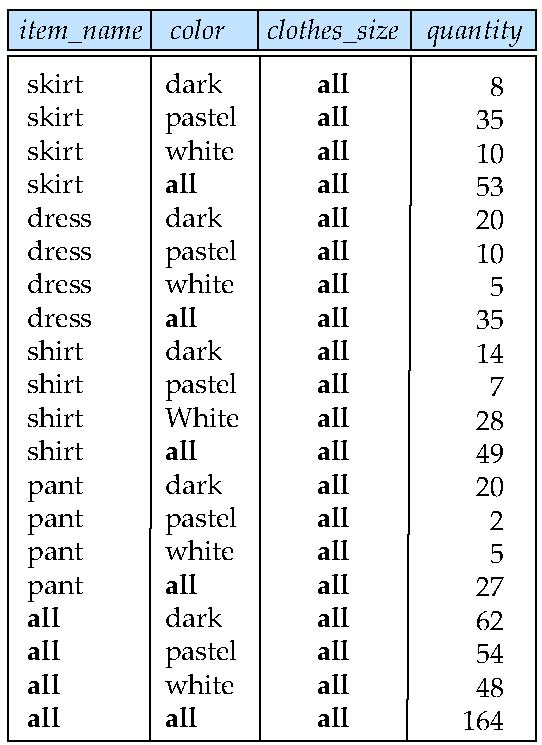 item_name color clothes_size quantity
skirt dark all 8
skirt pastel all 35
skirt white all 10
skirt all all 53
dress dark all 20
dress pastel all 10
dress white all 5
dress all all 35
shirt dark all 14
shirt pastel all 7
shirt White all 28
shirt all all 49
pant dark all 20
pant pastel all 2
pant white all 5
pant all all 27
all dark all 62
all pastel all 54
all white all 48
all all all 164